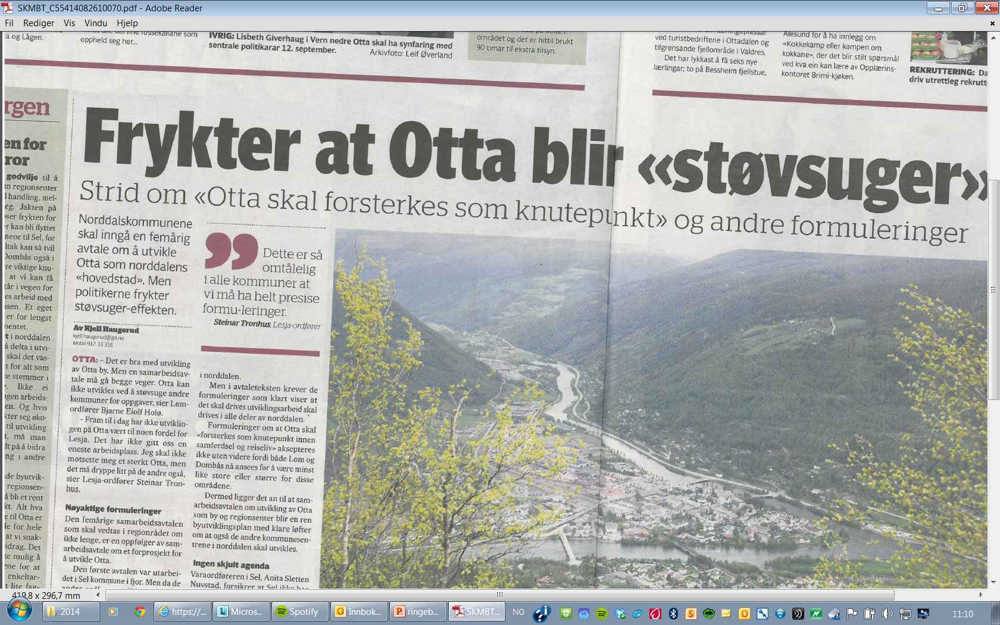 SKMBT_C55414082610070.pdf - Adobe Reader
Fil Rediger Vis Vindu Hjelp
ta og Lågen.
oppheld seg her...
IVRIG: Lisbeth Giverhaug i Vern nedre Otta skal ha synfaring med
sentrale politikarar 12. september.
Arkivfoto: Leif Øverland
området og det er hittil brukt
90 timar til ekstra tilsyn.
ved turistbedriftene i Ottadalen og
tilgrensande fjellområde i Valdres.
Det har lykkast å få seks nye
lærlingar; to på Bessheim fjellstue,
Ålesund for å ha innlegg om
«Kokkekamp eller kampen om
kokkane», der det blir stilt spørsmål
ved kva ein kan lære av Opplærins-
kontoret Brimi-kjøken.
REKRUTTERING: Da
driv utrettleg rekrutt
rgen
en for
ror
godvilje til å
m regionsenter
l handling, mel-
eg. Jakten på
ser frykten for
r kan bli flyttet
nene til Sel, for
ltak kan så tvil
Dombås også i
re viktige knu-
at vi kan få
tår i vegen for
es arbeid med
ssen. Et eget
er for lengst
nentet.
t i norddalen
å delta i utvi-
skal det vas-
t for alt som
te stemmer i
. Ikke ei
ngen arbeids-
en. Og hvis
kter seg øko-
til utvikling
t, må man
dt på å bidra
ng i andre
de byutvik-
regionsen-
å bli et rent
kt. Alt hva
e til Otta er
le for hele
at vi snak-
idrag. Det
ke mulig å
ene for at
enkeltar-
t lite fag-
Frykter at Otta blir «støvsuger»
Strid om «Otta skal forsterkes som knutepunkt» og andre formuleringer
Norddalskommunene
skal inngå en femårig
avtale om å utvikle
Otta som norddalens
«hovedstad». Men
politikerne frykter
støvsuger-effekten.
Av Kjell Haugerud
kjell.haugerud@gd.no
Mobil 917 33 316
OTTA: – Det er bra med utvikling
av Otta by. Men en samarbeidsav-
tale må gå begge veger. Otta kan
ikke utvikles ved å støvsuge andre
kommuner for oppgaver, sier Lom-
ordfører Bjarne Eiolf Holø.
– Fram til i dag har ikke utviklin-
gen på Otta vært til noen fordel for
Lesja. Det har ikke gitt oss en
eneste arbeidsplass. Jeg skal ikke
motsette meg et sterkt Otta, men
det må dryppe litt på de andre også,
sier Lesja-ordfører Steinar Tron-
hus.
Nøyaktige formuleringer
Den femårige samarbeidsavtalen
som skal vedtas i regionrådet om
ikke lenge, er en oppfølger av sam-
arbeidsavtale om et forprosjekt for
å utvikle Otta.
Den første avtalen var utarbei-
det i Sel kommune i fjor. Men da de
99 Dette er så
omtålelig
i alle kommuner at
vi må ha helt presise
formu-leringer.
Steinar Tronhus, Lesja-ordfører
i norddalen.
Men i avtaleteksten krever de
formuleringer som klart viser at
det skal drives utviklingsarbeid skal
drives i alle deler av norddalen.
Formuleringer om at Otta skal
«forsterkes som knutepunkt innen
samferdsel og reiseliv» aksepteres
ikke uten videre fordi både Lom og
Dombås nå ansees for å være minst
like store eller større for disse
områdene.
Dermed ligger det an til at sam-
arbeidsavtalen om utvikling av Otta
som by og regionsenter blir en ren
byutviklingsplan med klare løfter
om at også de andre kommunesen-
trene i norddalen skal utvikles.
Ingen skjult agenda
Varaordføreren i Sel, Anita Sletten
Nuvstad, forsikrer at Sel ikke har
419,8 x 296,7 mm
2014
https://...
Micros...
Spotify
Innbok...
ringeb...
SKMBT...
NO
11:10